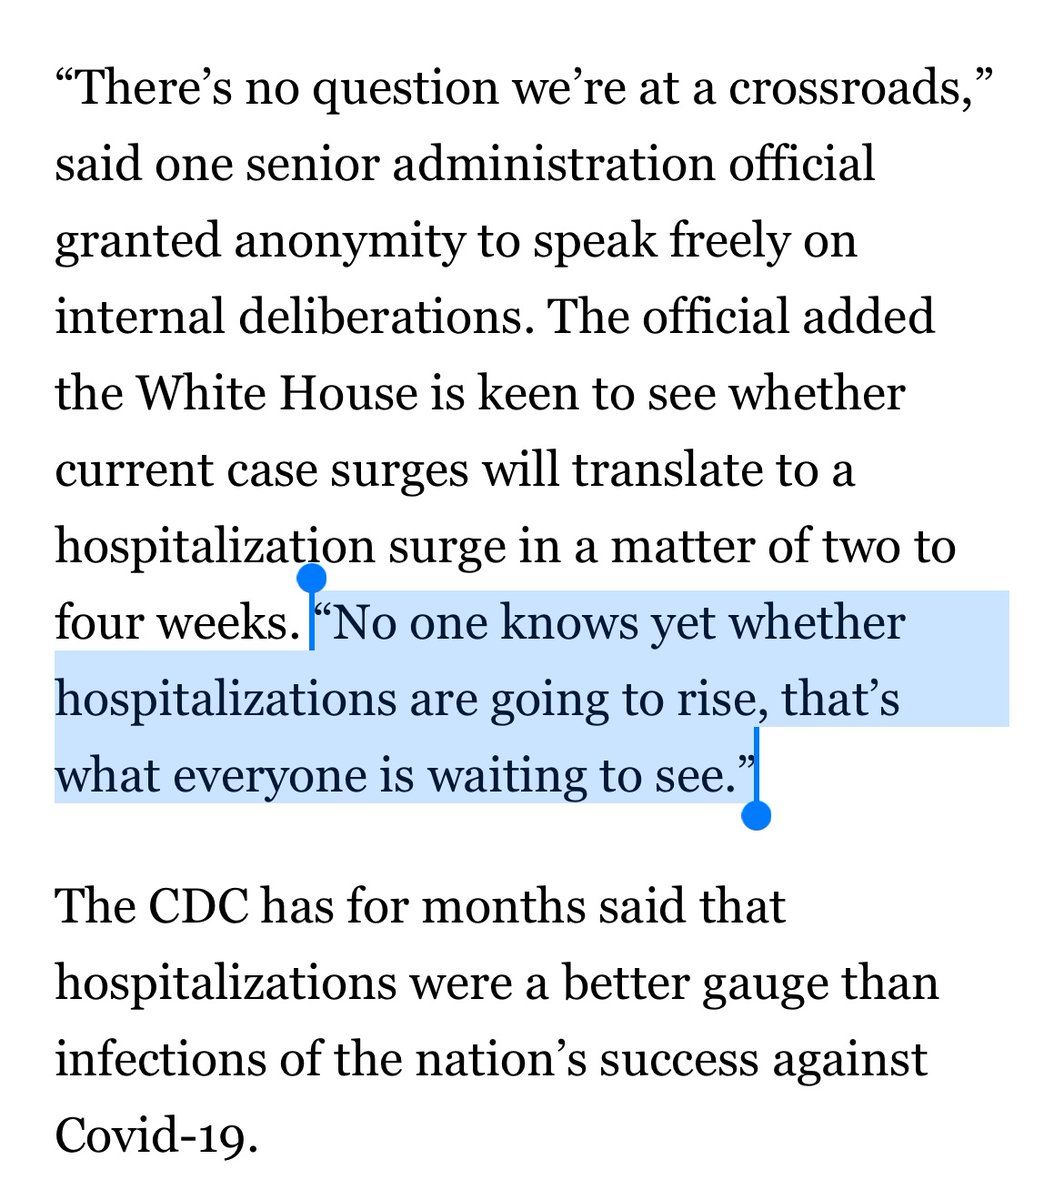 “There’s no question we’re at a crossroads,”
said one senior administration official
granted anonymity to speak freely on
internal deliberations. The official added
the White House is keen to see whether
current case surges will translate to a
hospitalization surge in a matter of two to
four weeks. “No one knows yet whether
hospitalizations are going to rise, that’s
what everyone is waiting to see.”
The CDC has for months said that
hospitalizations were a better gauge than
infections of the nation’s success against
Covid-19.